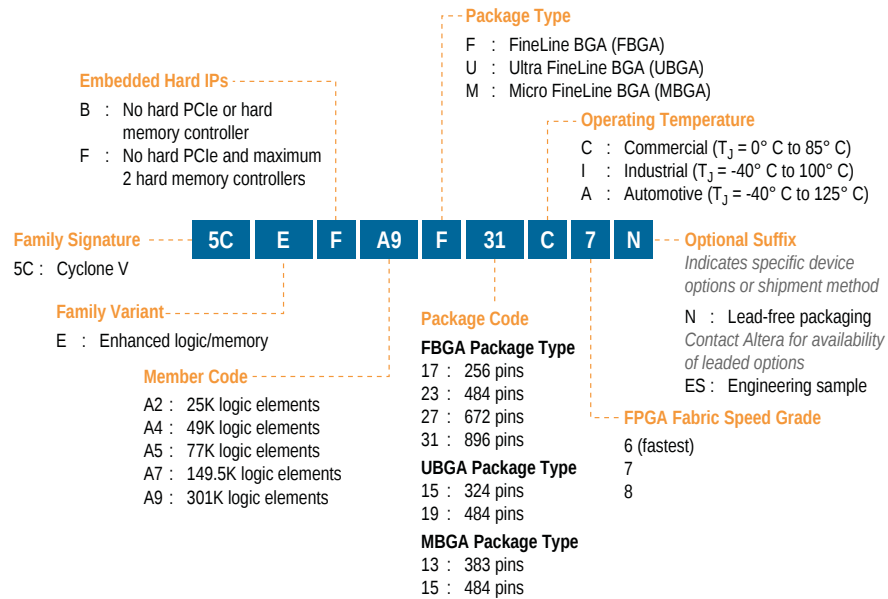 Package Type
F : FineLine BGA (FBGA)
U : Ultra FineLine BGA (UBGA)
M : Micro FineLine BGA (MBGA)
Embedded Hard IPs
B : No hard PCIe or hard
memory controller
F : No hard PCIe and maximum
2 hard memory controllers
Operating Temperature
C : Commercial (TJ = 0° C to 85° C)
I : Industrial (TJ = -40° C to 100° C)
A : Automotive (TJ = -40° C to 125° C)
5C E F A9 F 31 C 7 N
Family Signature
5C : Cyclone V
Family Variant
E : Enhanced logic/memory
Member Code
A2 : 25K logic elements
A4 : 49K logic elements
A5 : 77K logic elements
A7 : 149.5K logic elements
A9 : 301K logic elements
Package Code
FBGA Package Type
17 : 256 pins
23 : 484 pins
27 : 672 pins
31 : 896 pins
UBGA Package Type
15 : 324 pins
19 : 484 pins
MBGA Package Type
13 : 383 pins
15 : 484 pins
Optional Suffix
Indicates specific device
options or shipment method
N : Lead-free packaging
Contact Altera for availability
of leaded options
ES : Engineering sample
FPGA Fabric Speed Grade
6 (fastest)
7
8